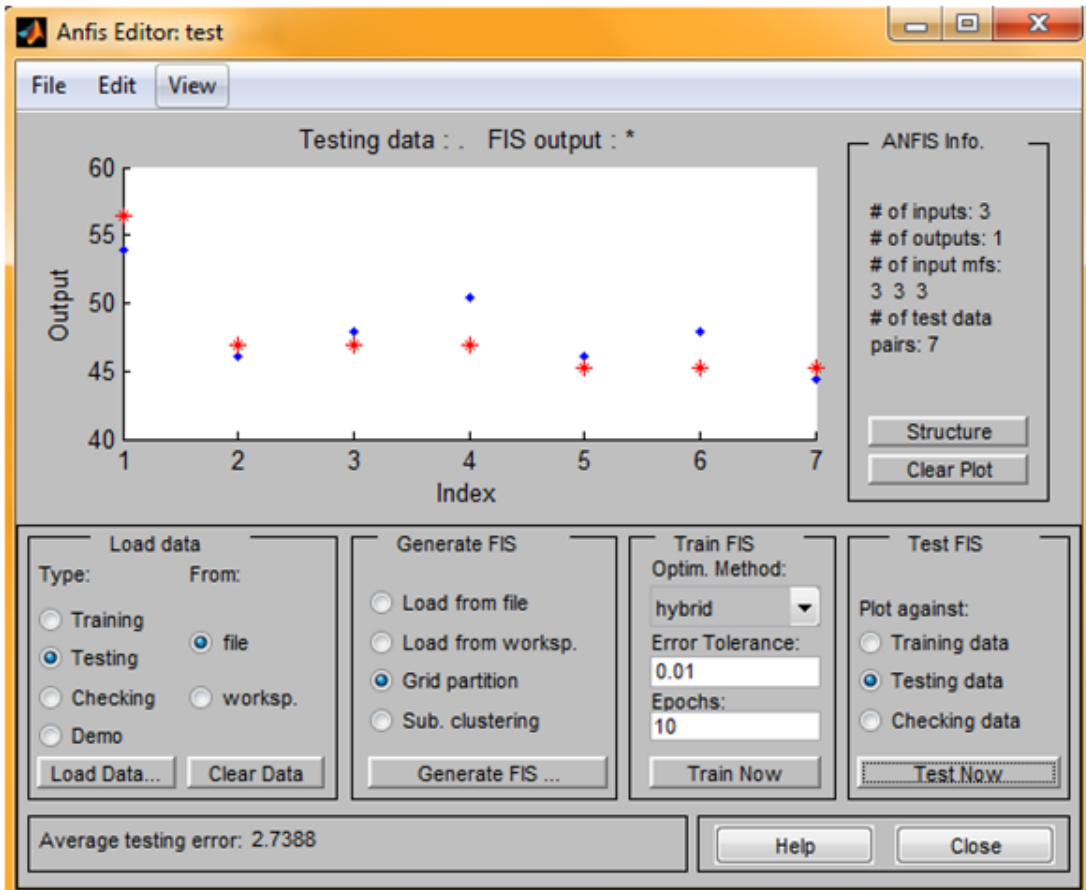 Anfis Editor: test
File Edit View
Testing data : . FIS output : *
60
55
50
45
40
Output
1 2 3 4 5 6 7
Index
ANFIS Info.
# of inputs: 3
# of outputs: 1
# of input mfs:
3 3 3
# of test data
pairs: 7
Structure
Clear Plot
Load data
Type: From:
Training
Testing
Checking
Demo
file
worksp.
Load Data... Clear Data
Generate FIS
Load from file
Load from worksp.
Grid partition
Sub. clustering
Generate FIS ...
Train FIS
Optim. Method:
hybrid
Error Tolerance:
0.01
Epochs:
10
Train Now
Test FIS
Plot against:
Training data
Testing data
Checking data
Test Now
Average testing error: 2.7388
Help Close